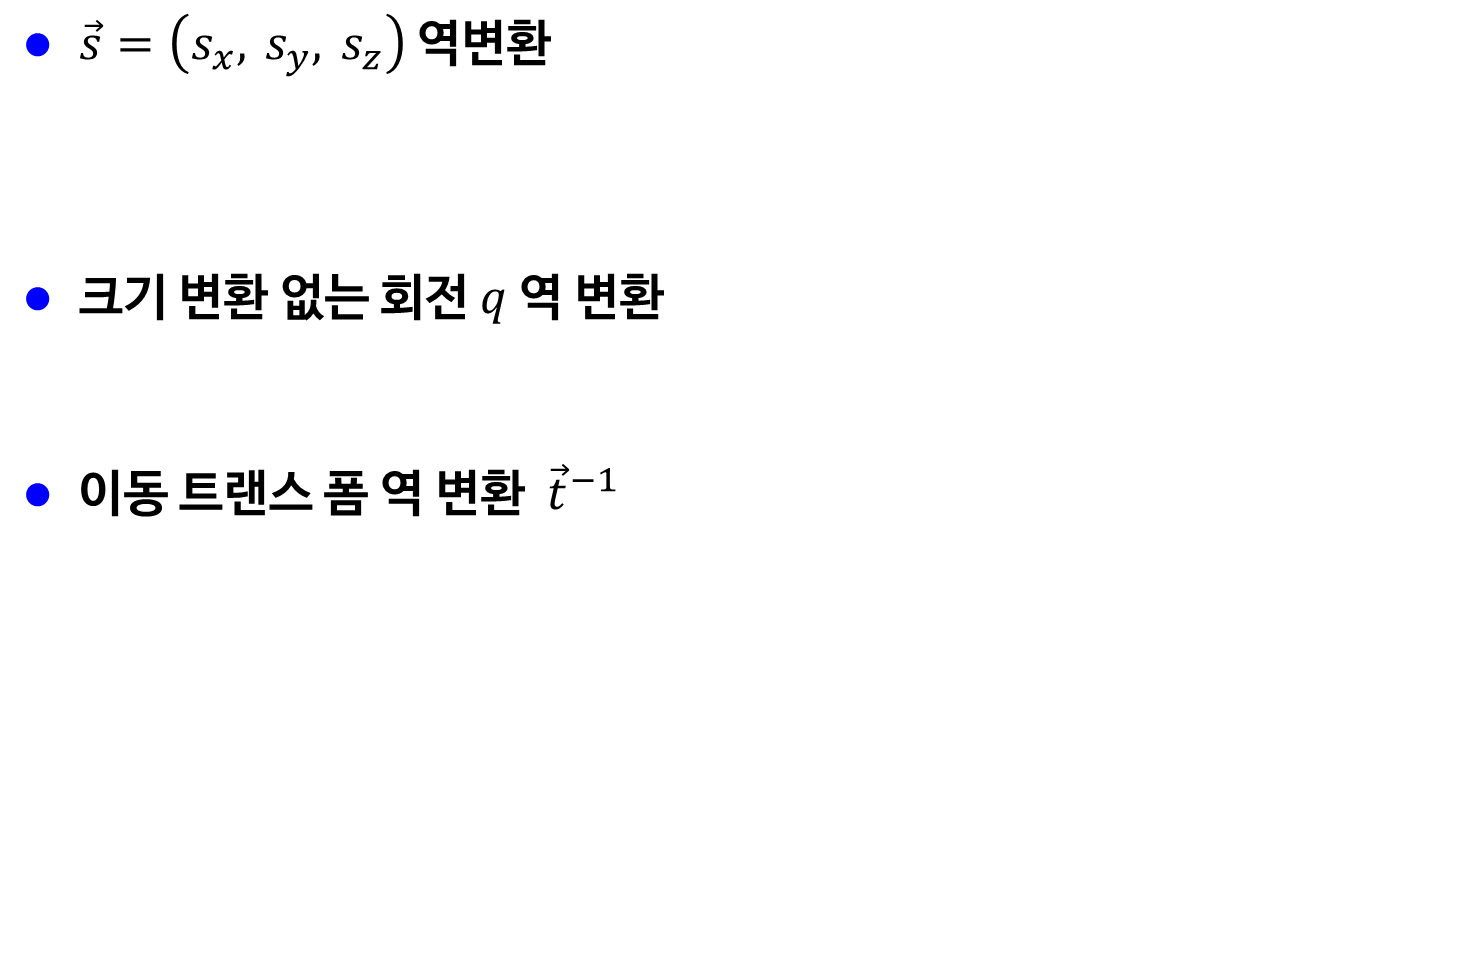 ● s⃗ = (sₓ, s_y, s_z) 역변환
● 크기 변환 없는 회전 q 역 변환
● 이동 트랜스 폼 역 변환 t⃗⁻¹